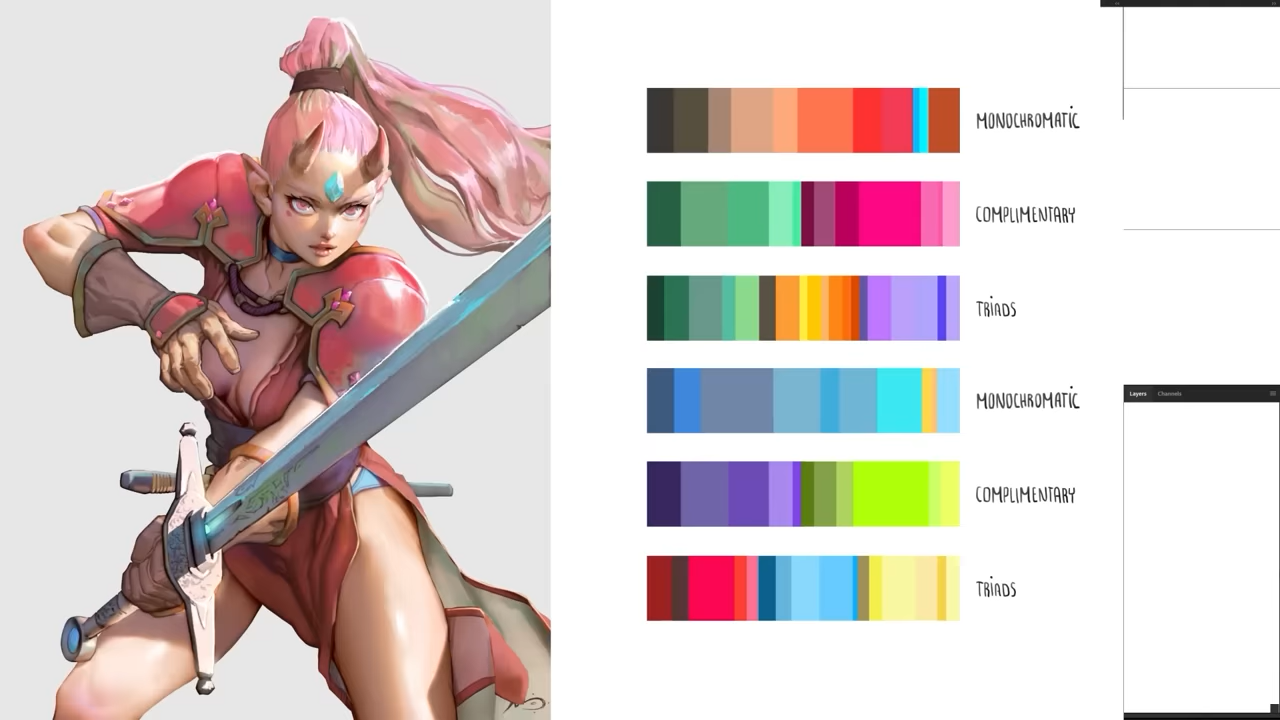 MONOCHROMATIC
COMPLIMENTARY
TRIADS
MONOCHROMATIC
COMPLIMENTARY
TRIADS
Layers Channels